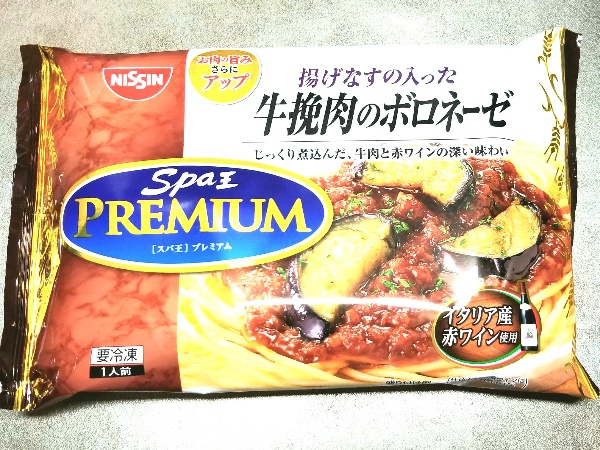 NISSIN
お肉の旨み
さらに
アップ
揚げなすの入った
牛挽肉のボロネーゼ
じっくり煮込んだ、牛肉と赤ワインの深い味わい
Spa王
PREMIUM
[スパ王] プレミアム
イタリア産
赤ワイン使用
要冷凍
1人前